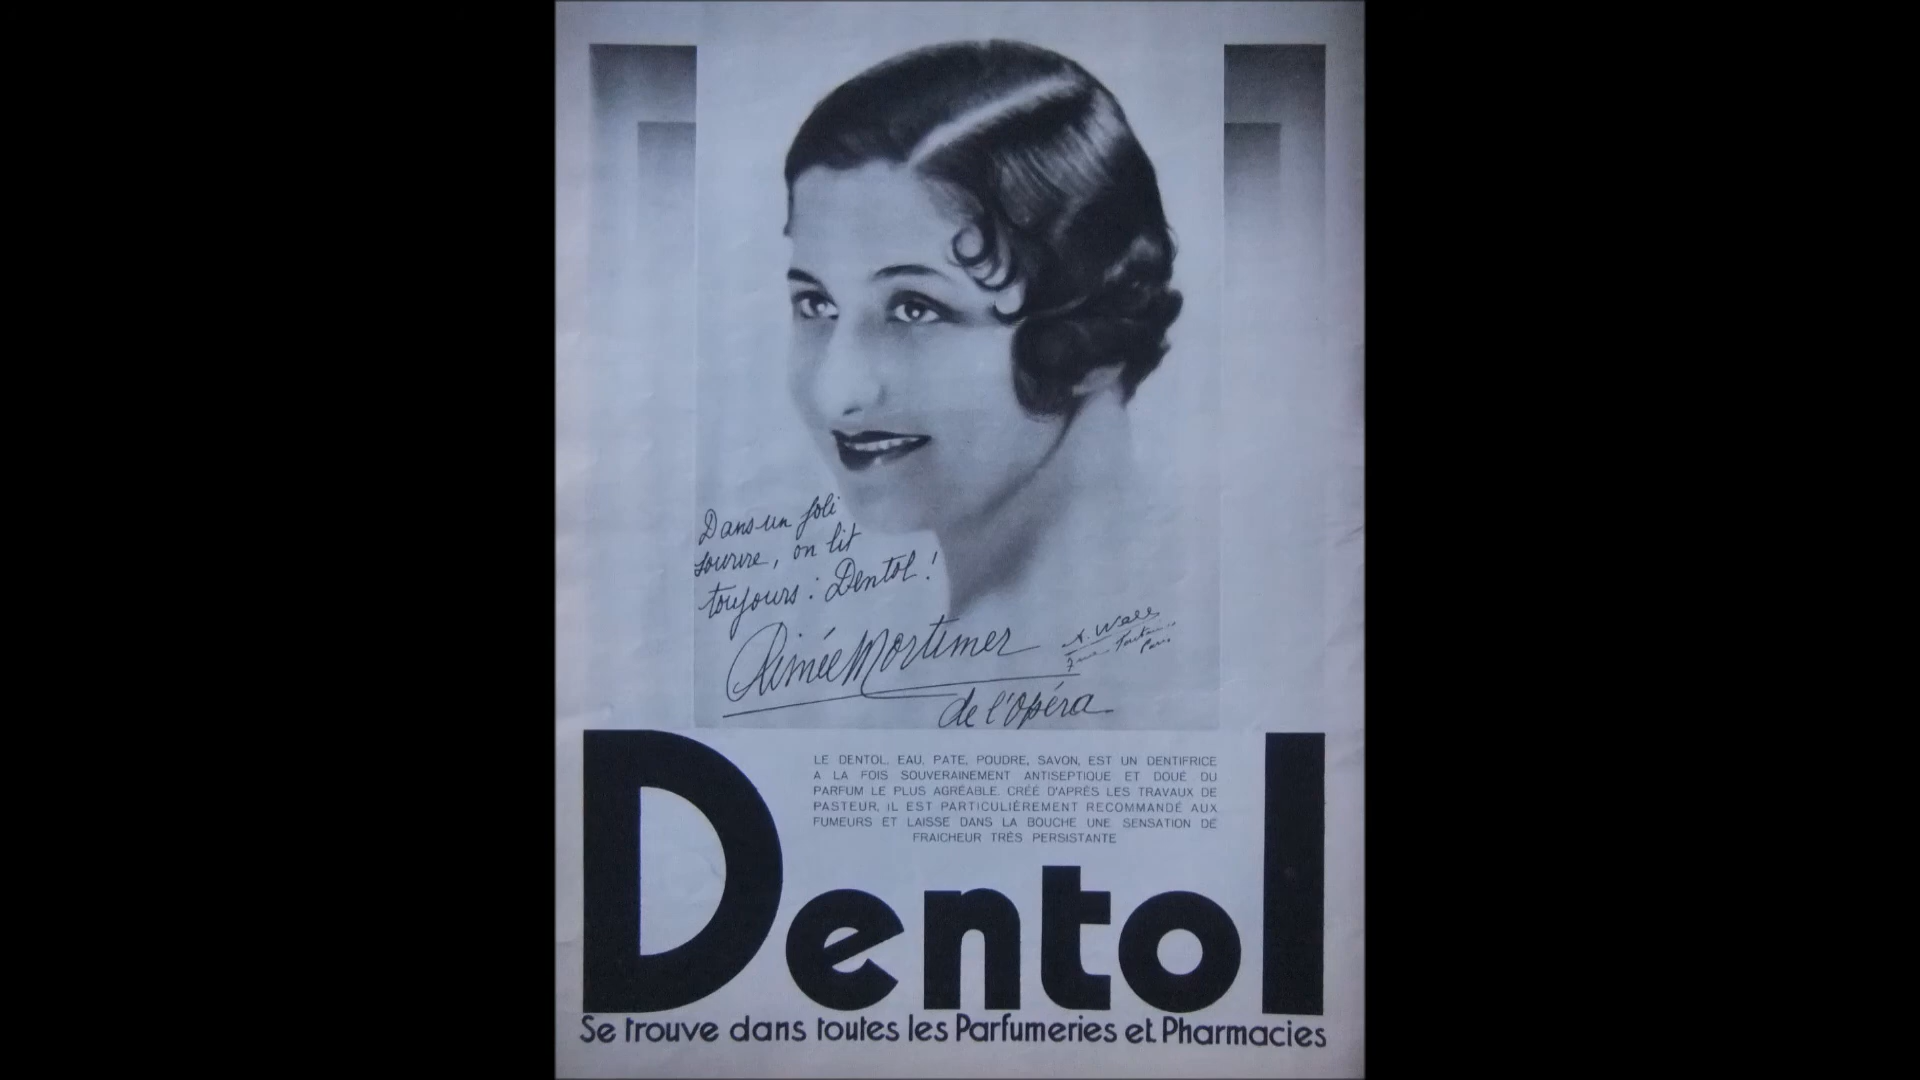 Dans un joli
sourire, on lit
toujours : Dentol !
Aimée Mortimer
de l'Opéra
LE DENTOL, EAU, PATE, POUDRE, SAVON, EST UN DENTIFRICE
A LA FOIS SOUVERAINEMENT ANTISEPTIQUE ET DOUÉ DU
PARFUM LE PLUS AGRÉABLE. CRÉÉ D'APRÈS LES TRAVAUX DE
PASTEUR, IL EST PARTICULIÈREMENT RECOMMANDÉ AUX
FUMEURS ET LAISSE DANS LA BOUCHE UNE SENSATION DE
FRAICHEUR TRÈS PERSISTANTE
Dentol
Se trouve dans toutes les Parfumeries et Pharmacies